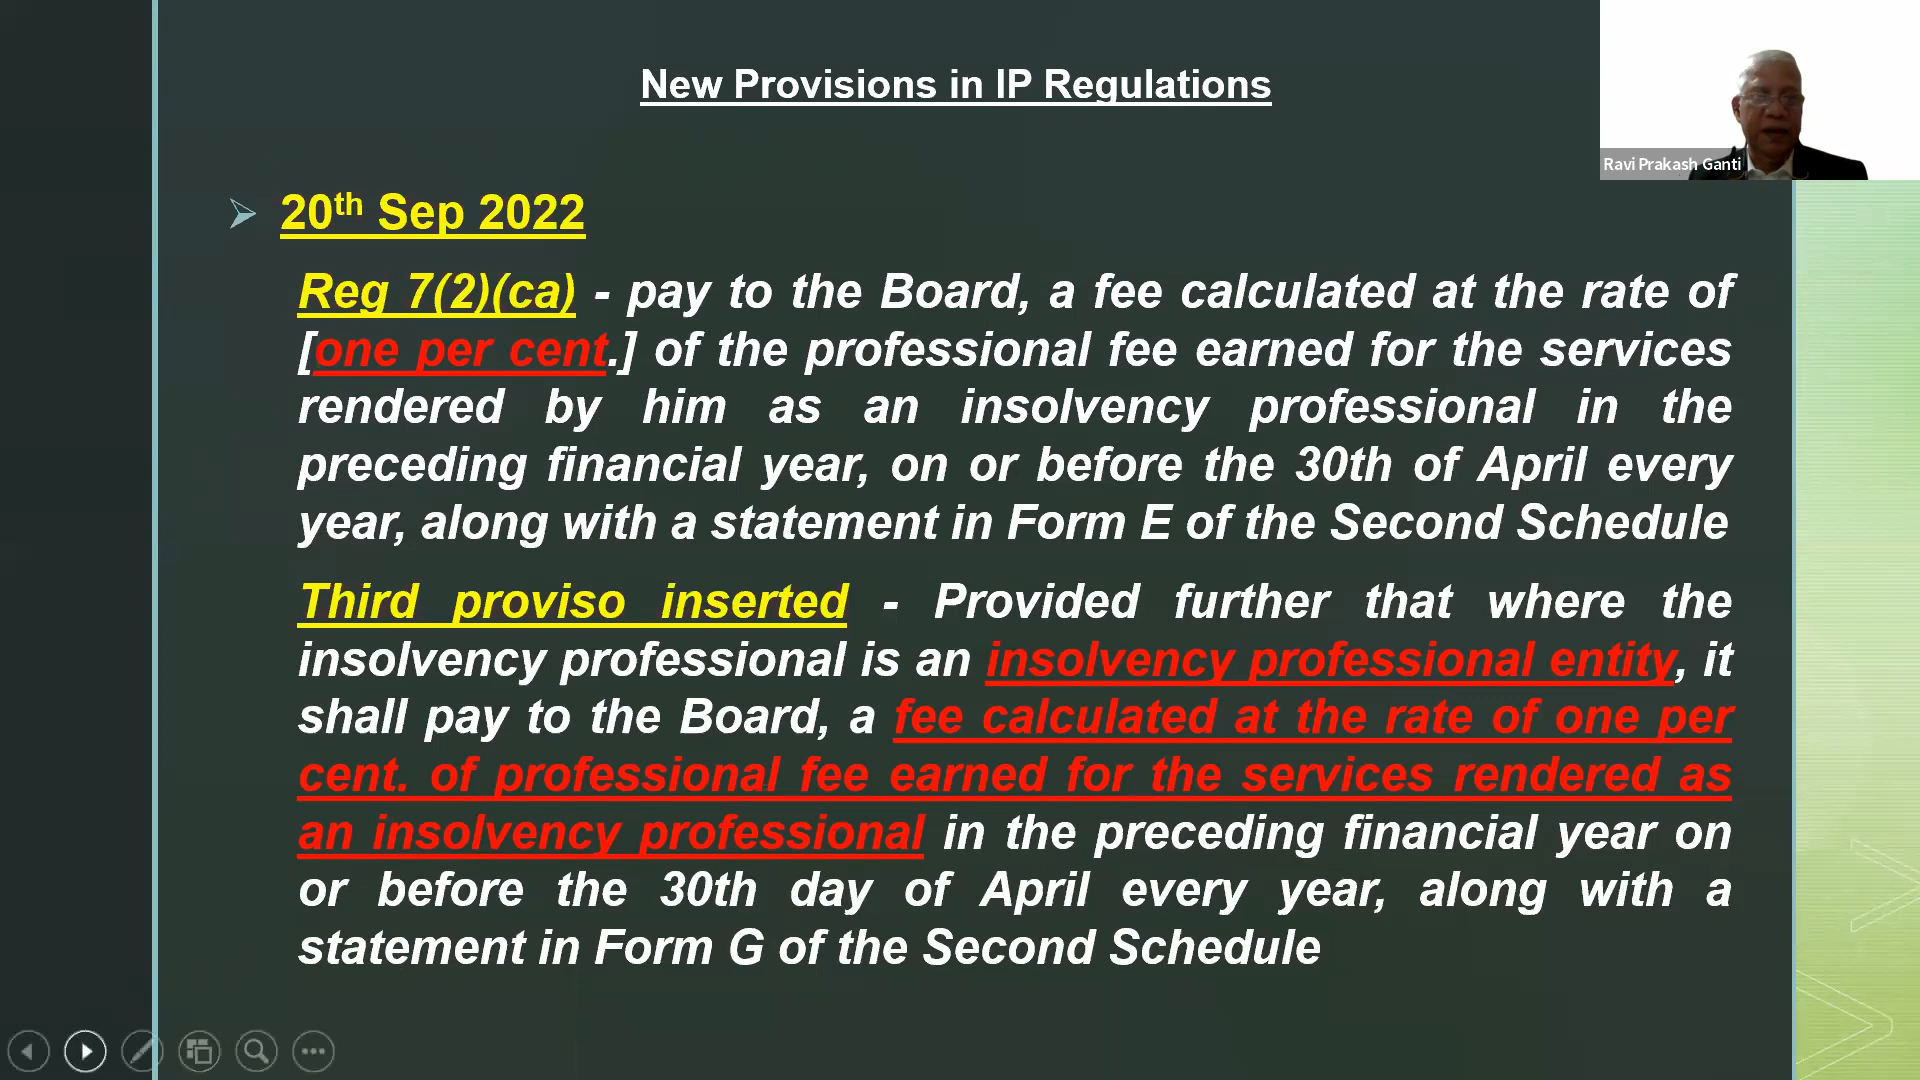 New Provisions in IP Regulations
Ravi Prakash Ganti
20th Sep 2022
Reg 7(2)(ca) - pay to the Board, a fee calculated at the rate of
[one per cent.] of the professional fee earned for the services
rendered by him as an insolvency professional in the
preceding financial year, on or before the 30th of April every
year, along with a statement in Form E of the Second Schedule
Third proviso inserted - Provided further that where the
insolvency professional is an insolvency professional entity, it
shall pay to the Board, a fee calculated at the rate of one per
cent. of professional fee earned for the services rendered as
an insolvency professional in the preceding financial year on
or before the 30th day of April every year, along with a
statement in Form G of the Second Schedule